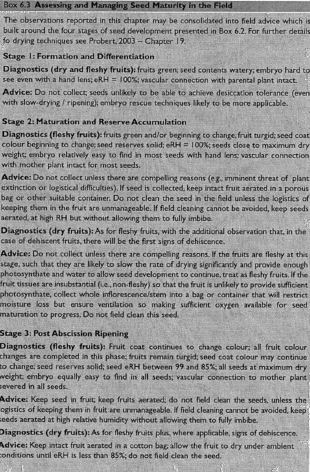 Box 6.3 Assessing and Managing Seed Maturity in the Field
The observations reported in this chapter may be consolidated into field advice which is
built around the four stages of seed development presented in Box 6.2. For further details
fo drying techniques see Probert, 2003 – Chapter 19.
Stage 1: Formation and Differentiation
Diagnostics (dry and fleshy fruits): fruits green; seed contents watery; embryo hard to
see even with a hand lens; eRH = 100%; vascular connection with parental plant intact.
Advice: Do not collect; seeds unlikely to be able to achieve desiccation tolerance (even
with slow-drying / ripening); embryo rescue techniques likely to be more applicable.
Stage 2: Maturation and Reserve Accumulation
Diagnostics (fleshy fruits): fruits green and/or beginning to change, fruit turgid; seed coat
colour beginning to change; seed reserves solid; eRH = 100%; seeds close to maximum dry
weight; embryo relatively easy to find in most seeds with hand lens; vascular connection
with mother plant intact for most seeds.
Advice: Do not collect unless there are compelling reasons (e.g., imminent threat of plant
extinction or logistical difficulties). If seed is collected, keep intact fruit aerated in a porous
bag or other suitable container. Do not clean the seed in the field unless the logistics of
keeping them in the fruit are unmanageable. If field cleaning cannot be avoided, keep seeds
aerated, at high RH but without allowing them to fully imbibe.
Diagnostics (dry fruits): As for fleshy fruits, with the additional observation that, in the
case of dehiscent fruits, there will be the first signs of dehiscence.
Advice: Do not collect unless there are compelling reasons. If the fruits are fleshy at this
stage, such that they are likely to slow the rate of drying significantly and provide enough
photosynthate and water to allow seed development to continue, treat as fleshy fruits. If the
fruit tissues are insubstantial (i.e., non-fleshy) so that the fruit is unlikely to provide sufficient
photosynthate, collect whole inflorescence/stem into a bag or container that will restrict
moisture loss but ensure ventilation so making sufficient oxygen available for seed
maturation to progress. Do not field clean this seed.
Stage 3: Post Abscission Ripening
Diagnostics (fleshy fruits): Fruit coat continues to change colour; all fruit colour
changes are completed in this phase; fruits remain turgid; seed coat colour may continue
to change; seed reserves solid; seed eRH between 99 and 85%; all seeds at maximum dry
weight; embryo equally easy to find in all seeds; vascular connection to mother plant
severed in all seeds.
Advice: Keep seed in fruit; keep fruits aerated; do not field clean the seeds, unless the
logistics of keeping them in fruit are unmanageable. If field cleaning cannot be avoided, keep
seeds aerated at high relative humidity without allowing them to fully imbibe.
Diagnostics (dry fruits): As for fleshy fruits plus, where applicable, signs of dehiscence.
Advice: Keep intact fruit aerated in a cotton bag; allow the fruit to dry under ambient
conditions until eRH is less than 85%; do not field clean the seed.